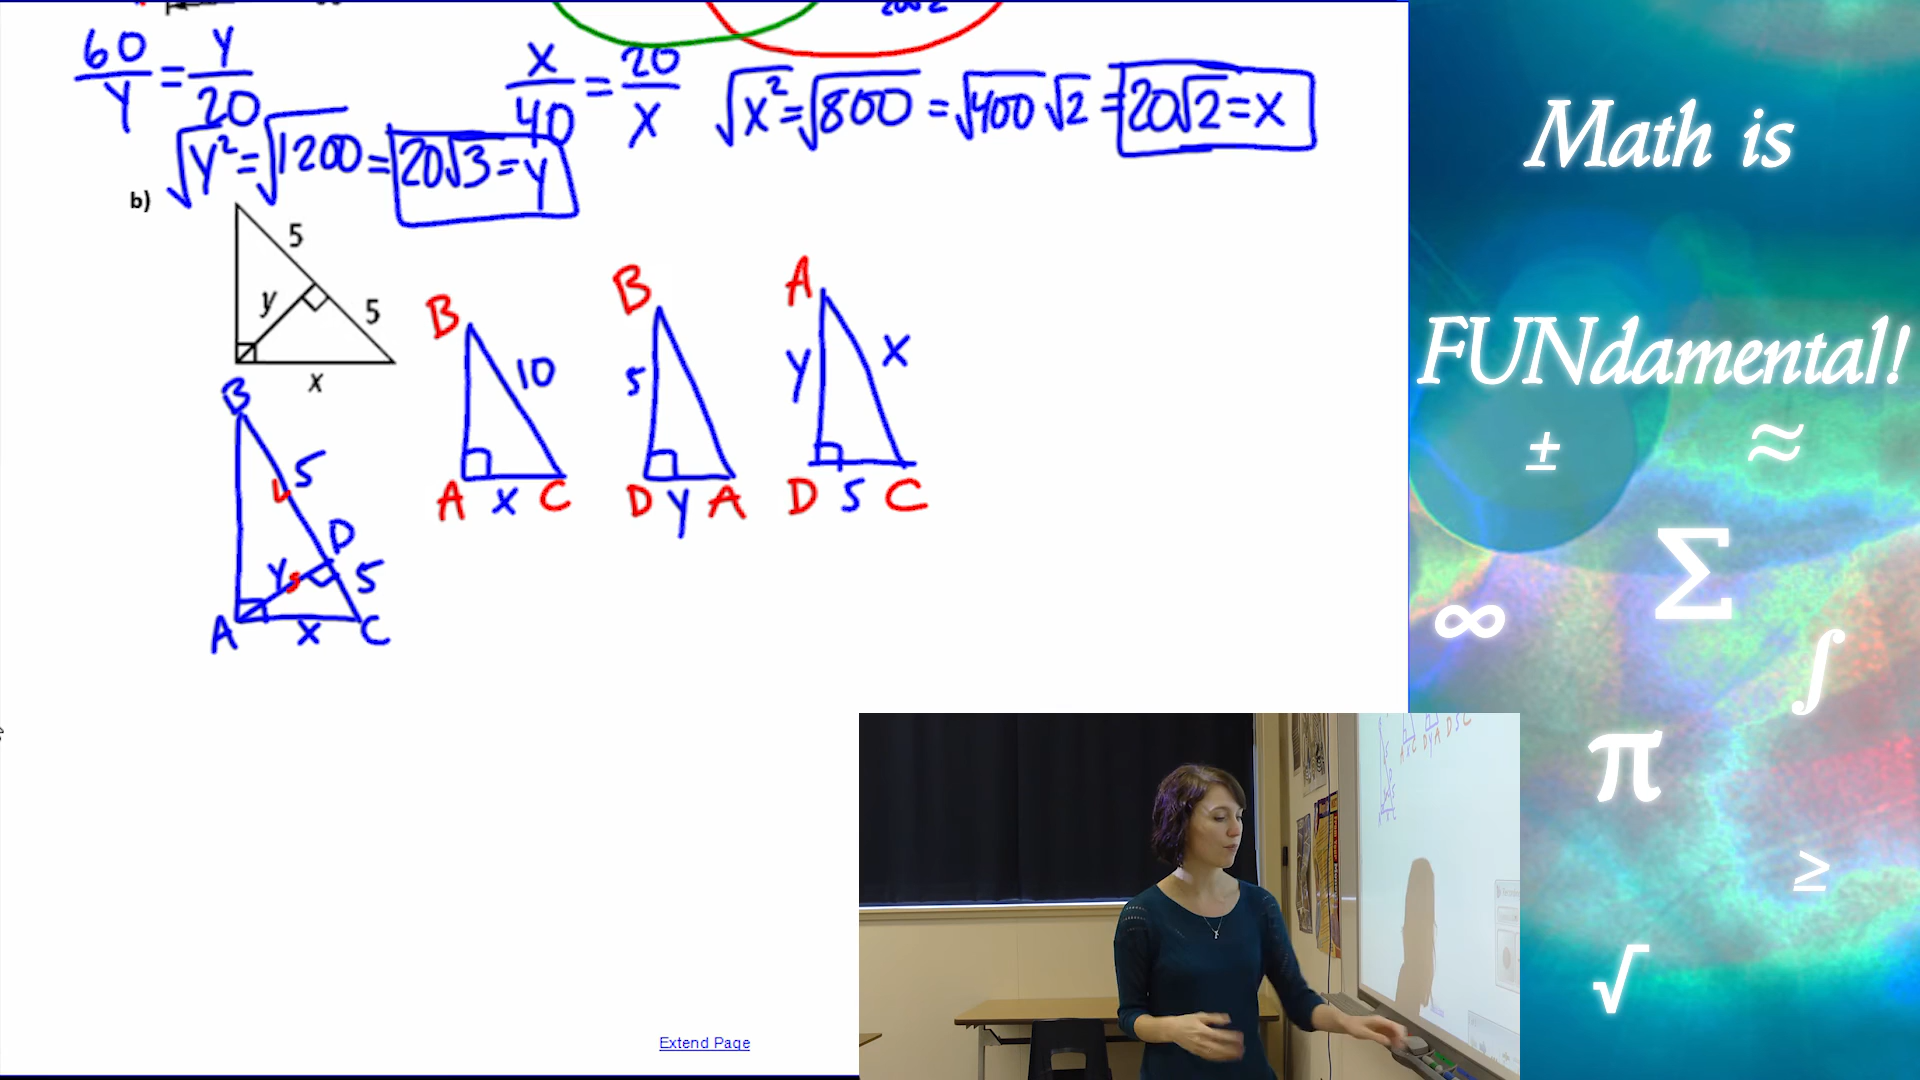 60/Y = Y/20
X/40 = 20/X
√X² = √800 = √400 √2 = 20√2 = X
√Y² = √1200 = 20√3 = Y
b)
5
y
5
x
B
5
D
Y
5
A
X
C
B
10
A X C
B
5
D Y A
A
Y
X
D 5 C
Extend Page
Math is
FUNdamental!
± ≈
∞ Σ
∫
π
≥
√